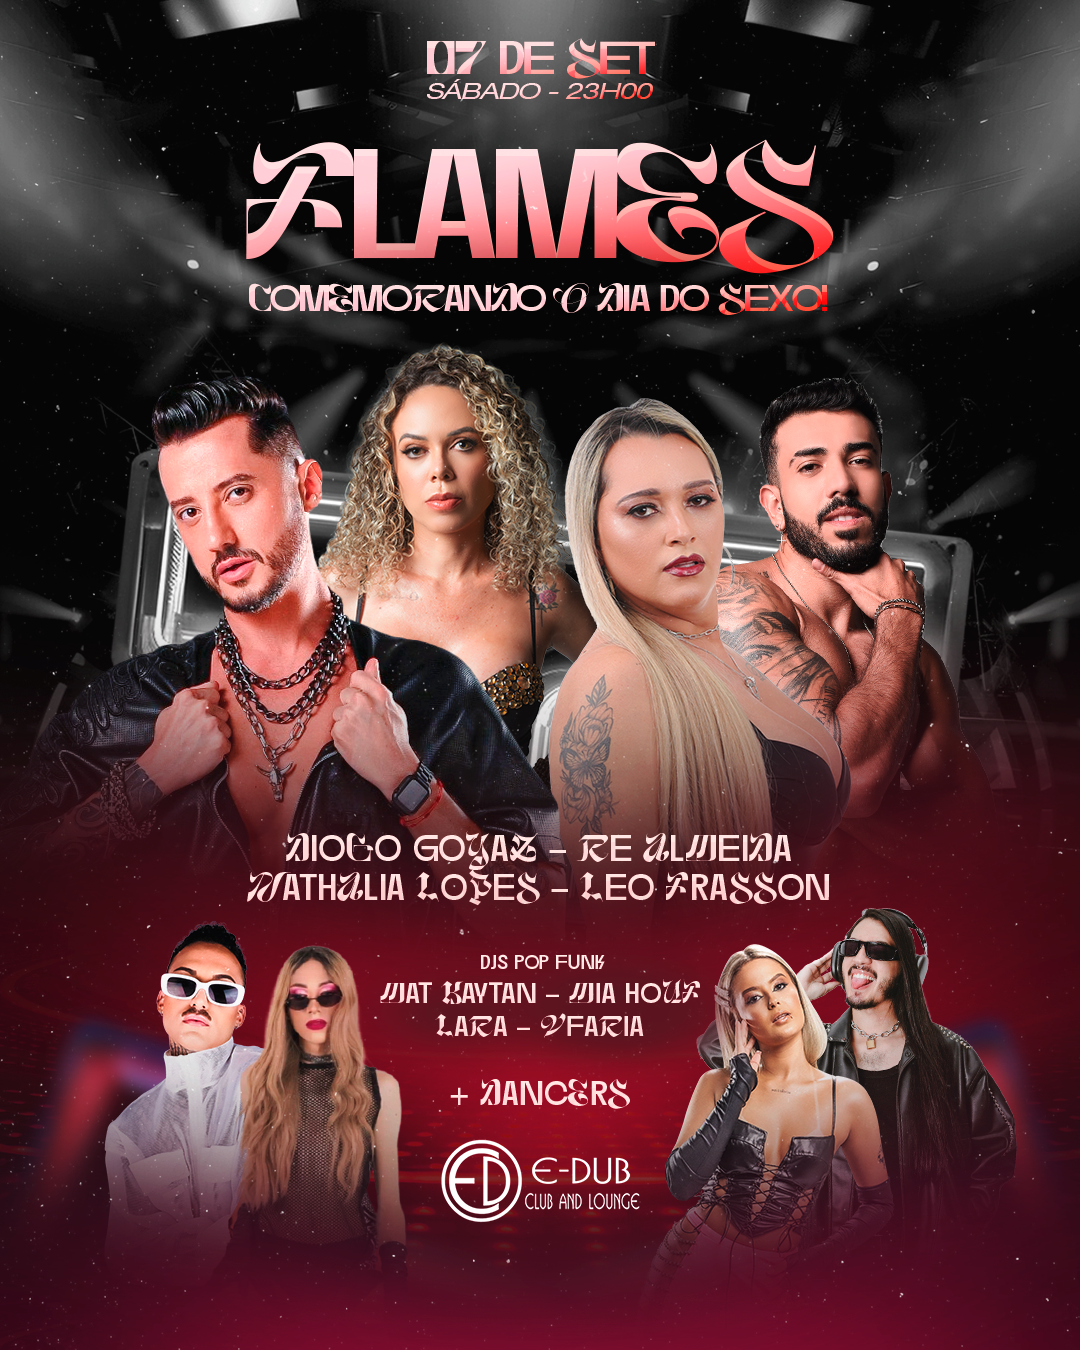 07 DE SET
SÁBADO - 23H00
FLAMES
COMEMORANDO O DIA DO SEXO!
DIOGO GOYAZ – RE ALMEIDA
NATHALIA LOPES – LEO FRASSON
DJS POP FUNK
MAT KAYTAN – MIA HOUF
LARA – VFARIA
+ DANCERS
ED E-DUB
CLUB AND LOUNGE